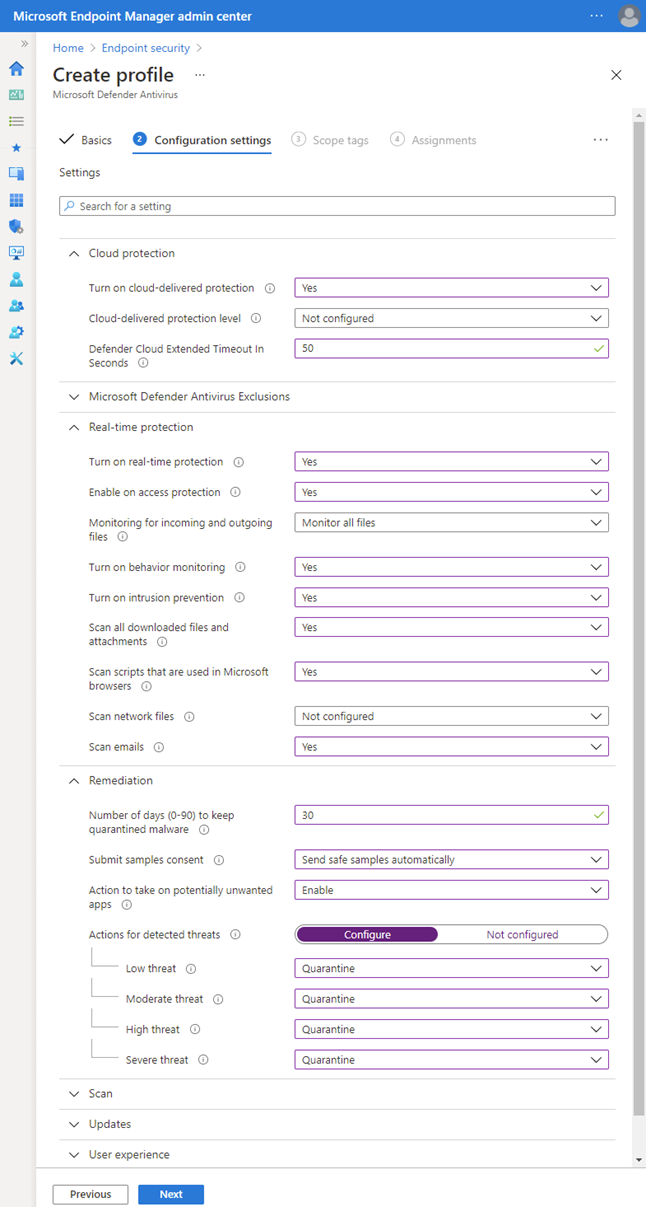 Microsoft Endpoint Manager admin center
Home > Endpoint security >
Create profile
Microsoft Defender Antivirus
Basics
2 Configuration settings
3 Scope tags
4 Assignments
Settings
Search for a setting
Cloud protection
Turn on cloud-delivered protection
Yes
Cloud-delivered protection level
Not configured
Defender Cloud Extended Timeout In
Seconds
50
Microsoft Defender Antivirus Exclusions
Real-time protection
Turn on real-time protection
Yes
Enable on access protection
Yes
Monitoring for incoming and outgoing
files
Monitor all files
Turn on behavior monitoring
Yes
Turn on intrusion prevention
Yes
Scan all downloaded files and
attachments
Yes
Scan scripts that are used in Microsoft
browsers
Yes
Scan network files
Not configured
Scan emails
Yes
Remediation
Number of days (0-90) to keep
quarantined malware
30
Submit samples consent
Send safe samples automatically
Action to take on potentially unwanted
apps
Enable
Actions for detected threats
Configure
Not configured
Low threat
Quarantine
Moderate threat
Quarantine
High threat
Quarantine
Severe threat
Quarantine
Scan
Updates
User experience
Previous
Next